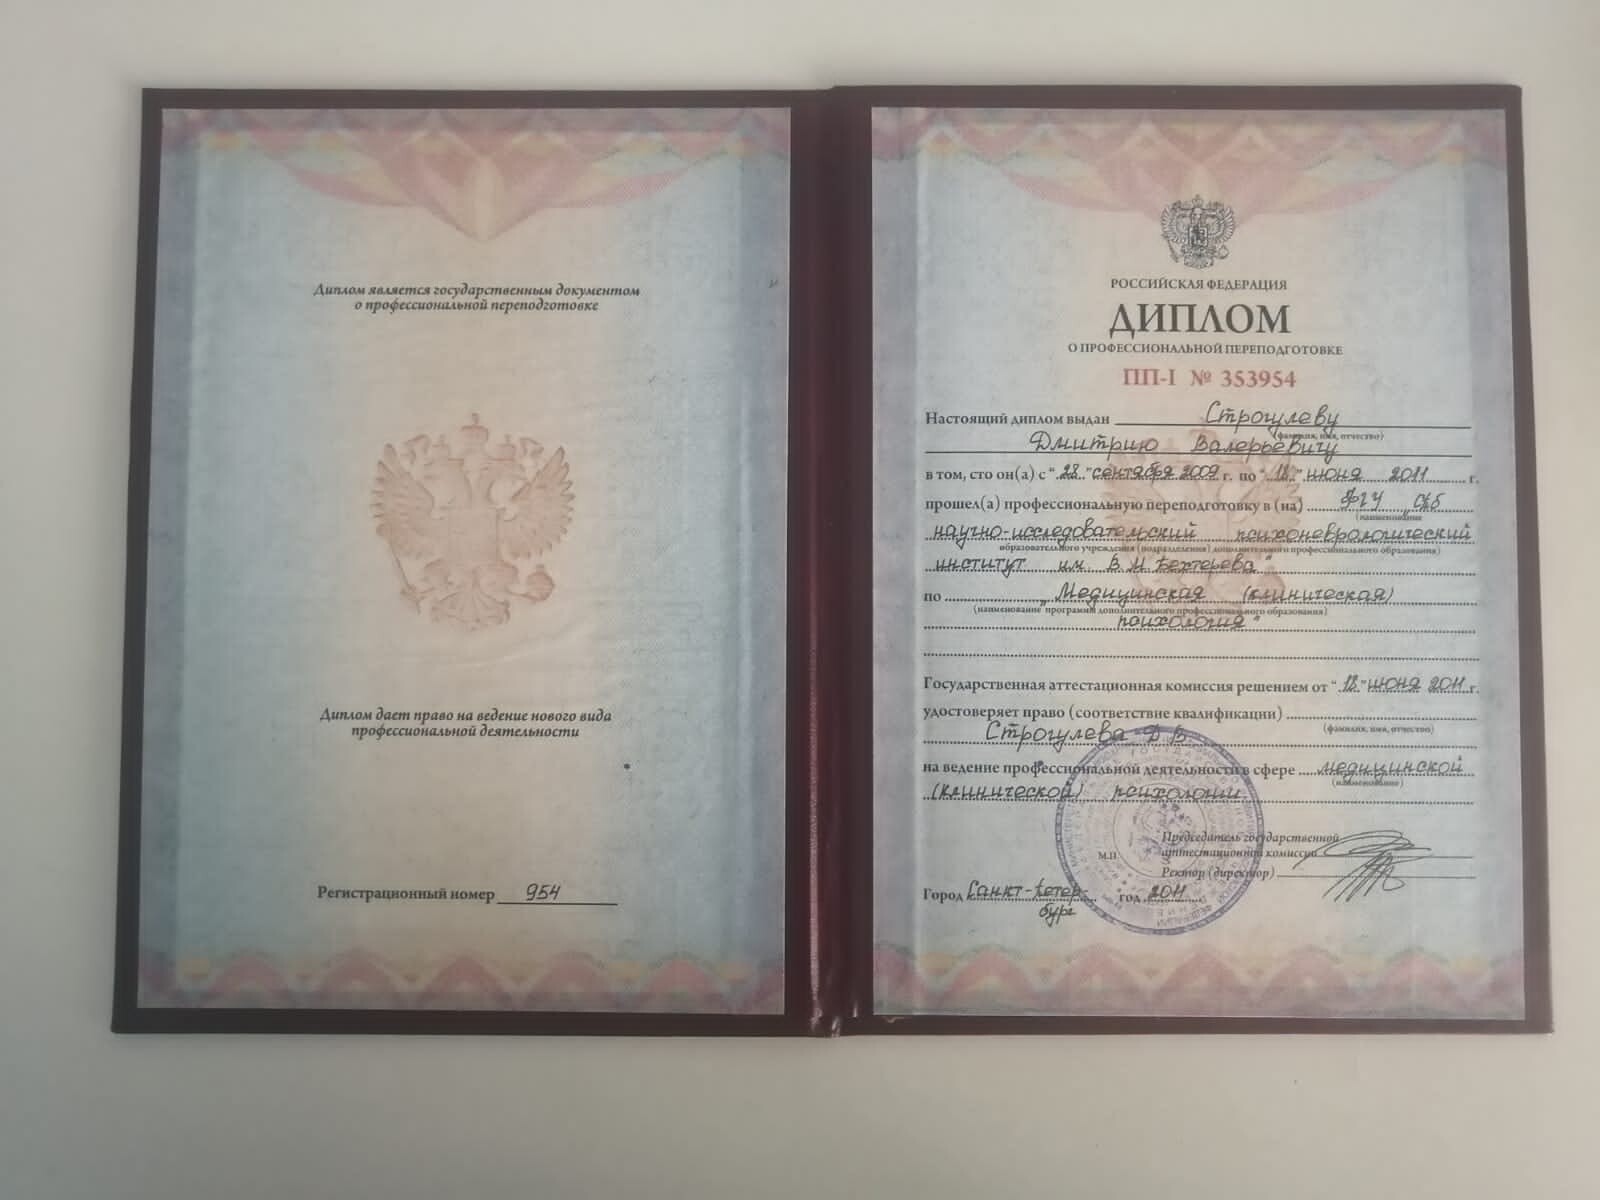 Диплом является государственным документом
о профессиональной переподготовке
Диплом дает право на ведение нового вида
профессиональной деятельности
Регистрационный номер 954
РОССИЙСКАЯ ФЕДЕРАЦИЯ
ДИПЛОМ
О ПРОФЕССИОНАЛЬНОЙ ПЕРЕПОДГОТОВКЕ
ПП-I № 353954
Настоящий диплом выдан Строгулеву
(фамилия, имя, отчество)
Дмитрию Валерьевичу
в том, сто он(а) с "28" сентября 2009 г. по "18" июня 2011 г.
прошел(а) профессиональную переподготовку в (на) ФГУ СПб
(наименование
научно-исследовательский психоневрологический
образовательного учреждения (подразделения) дополнительного профессионального образования)
институт им. В.М. Бехтерева"
по „Медицинская (клиническая)
(наименование программы дополнительного профессионального образования)
психология"
Государственная аттестационная комиссия решением от "18" июня 2011 г.
удостоверяет право (соответствие квалификации)
(фамилия, имя, отчество)
Строгулева Д В
на ведение профессиональной деятельности в сфере медицинской
(наименование)
(клинической) психологии
Председатель государственной
М.П. аттестационной комиссии
Ректор (директор)
Город Санкт-Петер-
бург
год 2011